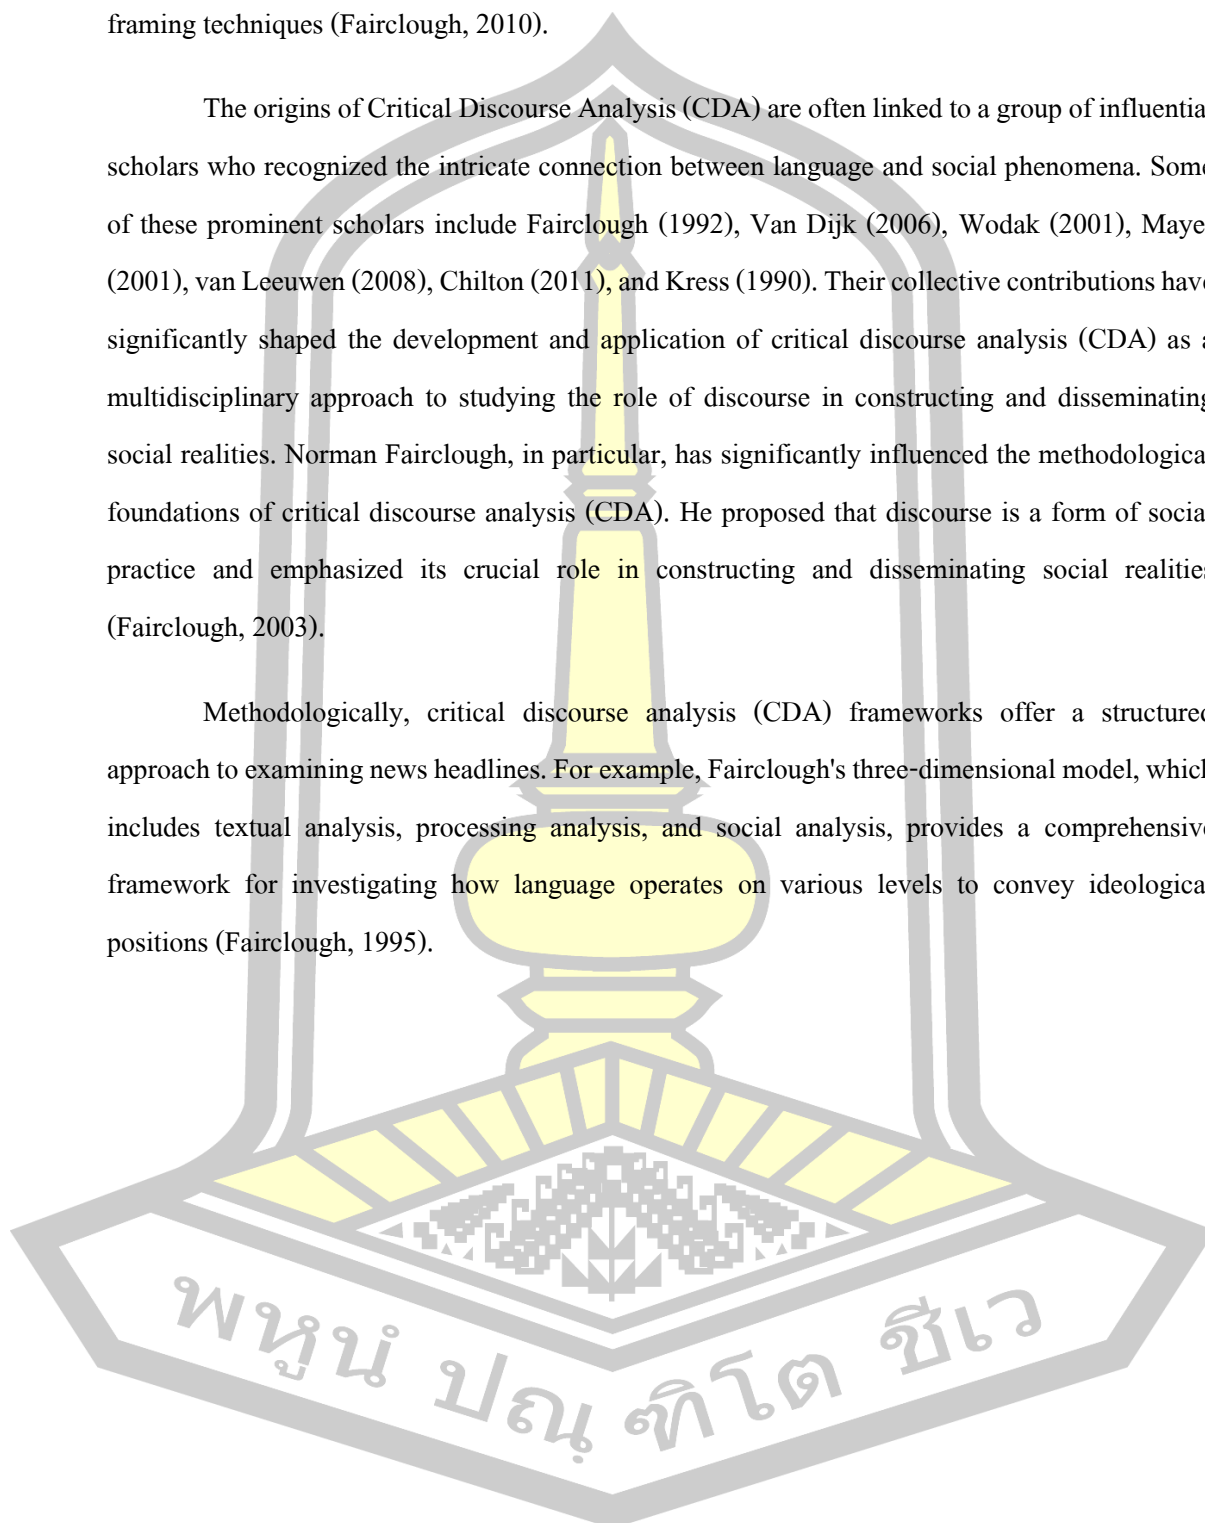 framing techniques (Fairclough, 2010).
The origins of Critical Discourse Analysis (CDA) are often linked to a group of influentia
scholars who recognized the intricate connection between language and social phenomena. Some
of these prominent scholars include Fairclough (1992), Van Dijk (2006), Wodak (2001), Maye
(2001), van Leeuwen (2008), Chilton (2011), and Kress (1990). Their collective contributions have
significantly shaped the development and application of critical discourse analysis (CDA) as a
multidisciplinary approach to studying the role of discourse in constructing and disseminating
social realities. Norman Fairclough, in particular, has significantly influenced the methodologica
foundations of critical discourse analysis (CDA). He proposed that discourse is a form of socia
practice and emphasized its crucial role in constructing and disseminating social realities
(Fairclough, 2003).
Methodologically, critical discourse analysis (CDA) frameworks offer a structured
approach to examining news headlines. For example, Fairclough's three-dimensional model, which
includes textual analysis, processing analysis, and social analysis, provides a comprehensive
framework for investigating how language operates on various levels to convey ideologica
positions (Fairclough, 1995).
พหูนํ ปณฺ ฑิโต ชีเว